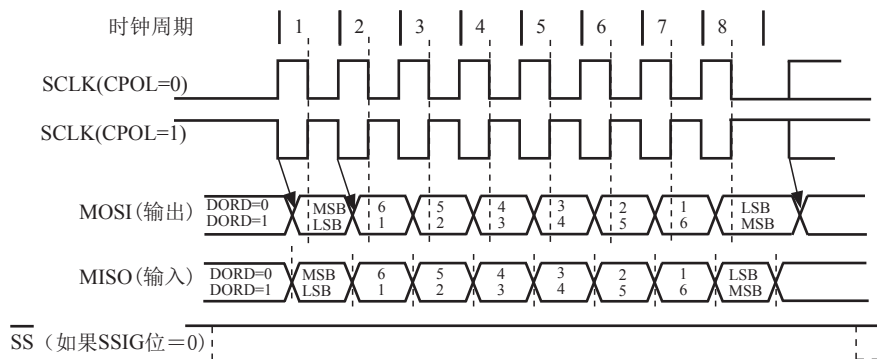 时钟周期 1 2 3 4 5 6 7 8
SCLK(CPOL=0)
SCLK(CPOL=1)
MOSI(输出) DORD=0 MSB 6 5 4 3 2 1 LSB
DORD=1 LSB 1 2 3 4 5 6 MSB
MISO(输入) DORD=0 MSB 6 5 4 3 2 1 LSB
DORD=1 LSB 1 2 3 4 5 6 MSB
SS(如果SSIG位=0)